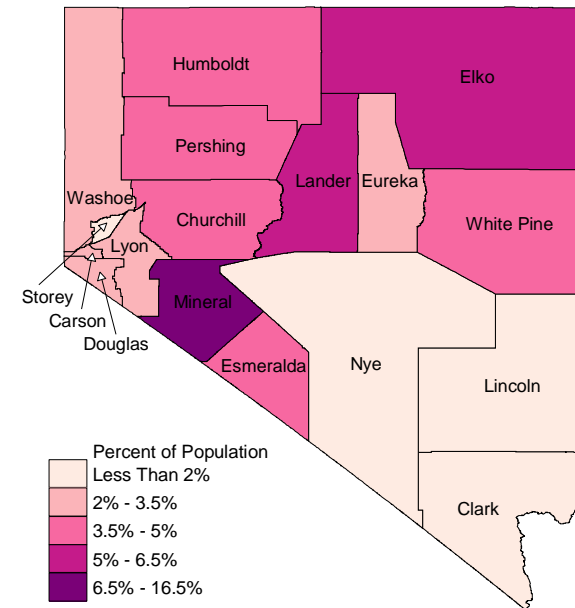 Humboldt
Elko
Pershing
Lander
Eureka
Washoe
Churchill
White Pine
Lyon
Storey
Carson
Douglas
Mineral
Esmeralda
Nye
Lincoln
Clark
Percent of Population
Less Than 2%
2% - 3.5%
3.5% - 5%
5% - 6.5%
6.5% - 16.5%